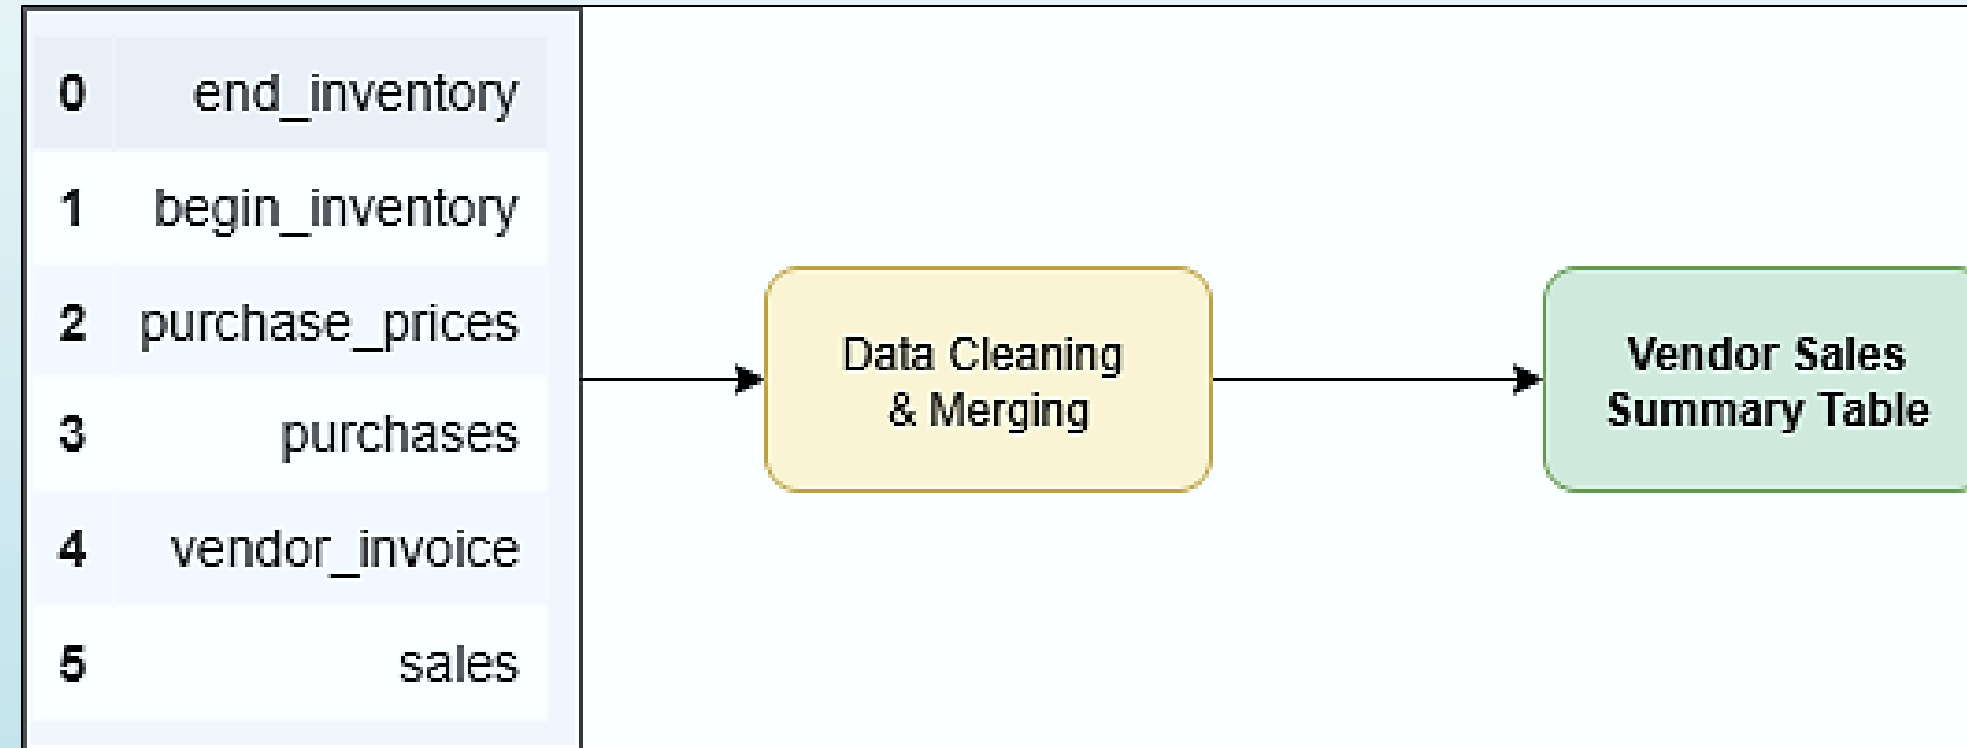 0 end_inventory
1 begin_inventory
2 purchase_prices
3 purchases
4 vendor_invoice
5 sales
Data Cleaning
& Merging
Vendor Sales
Summary Table